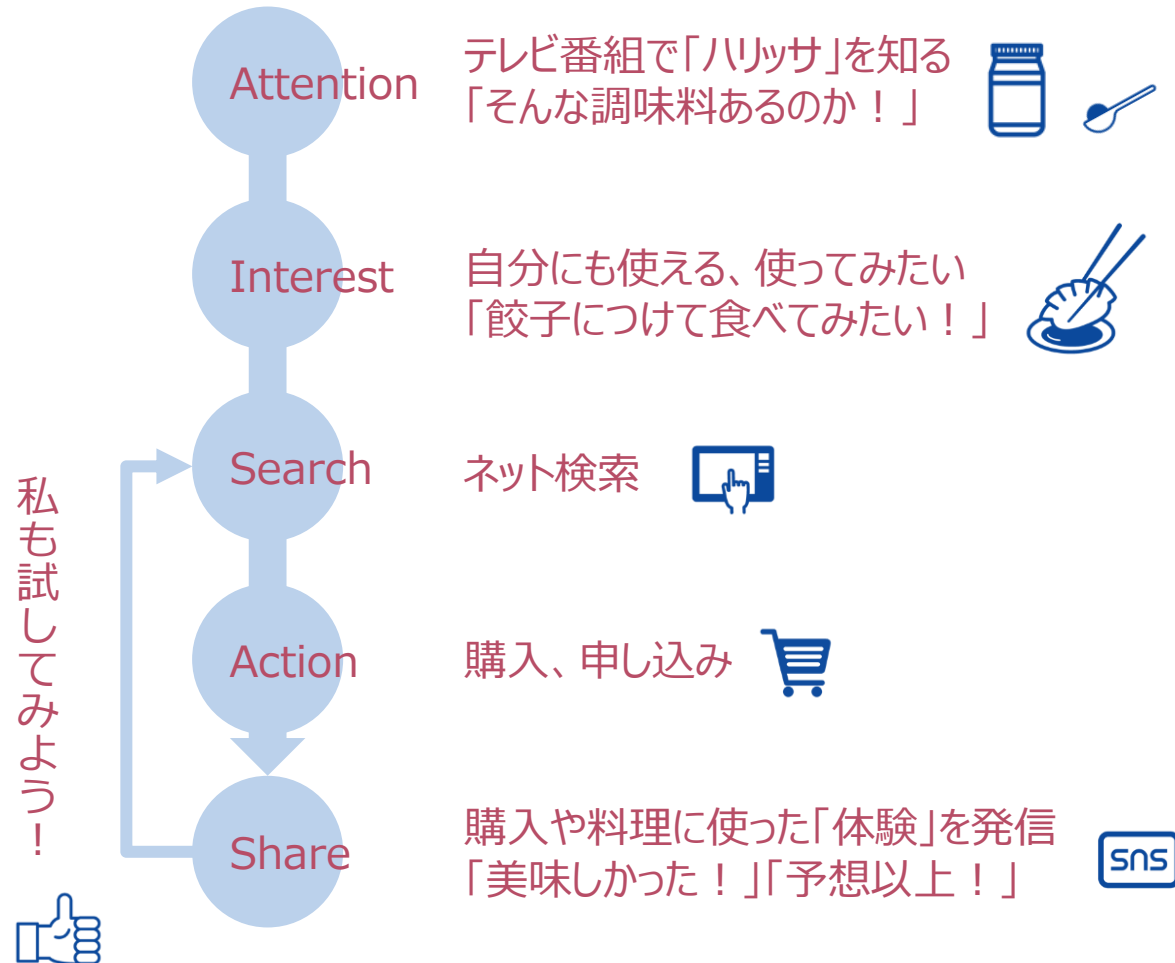 Attention
テレビ番組で「ハリッサ」を知る
「そんな調味料あるのか！」
Interest
自分にも使える、使ってみたい
「餃子につけて食べてみたい！」
Search
ネット検索
Action
購入、申し込み
Share
購入や料理に使った「体験」を発信
「美味しかった！」「予想以上！」
SNS
私も試してみよう！